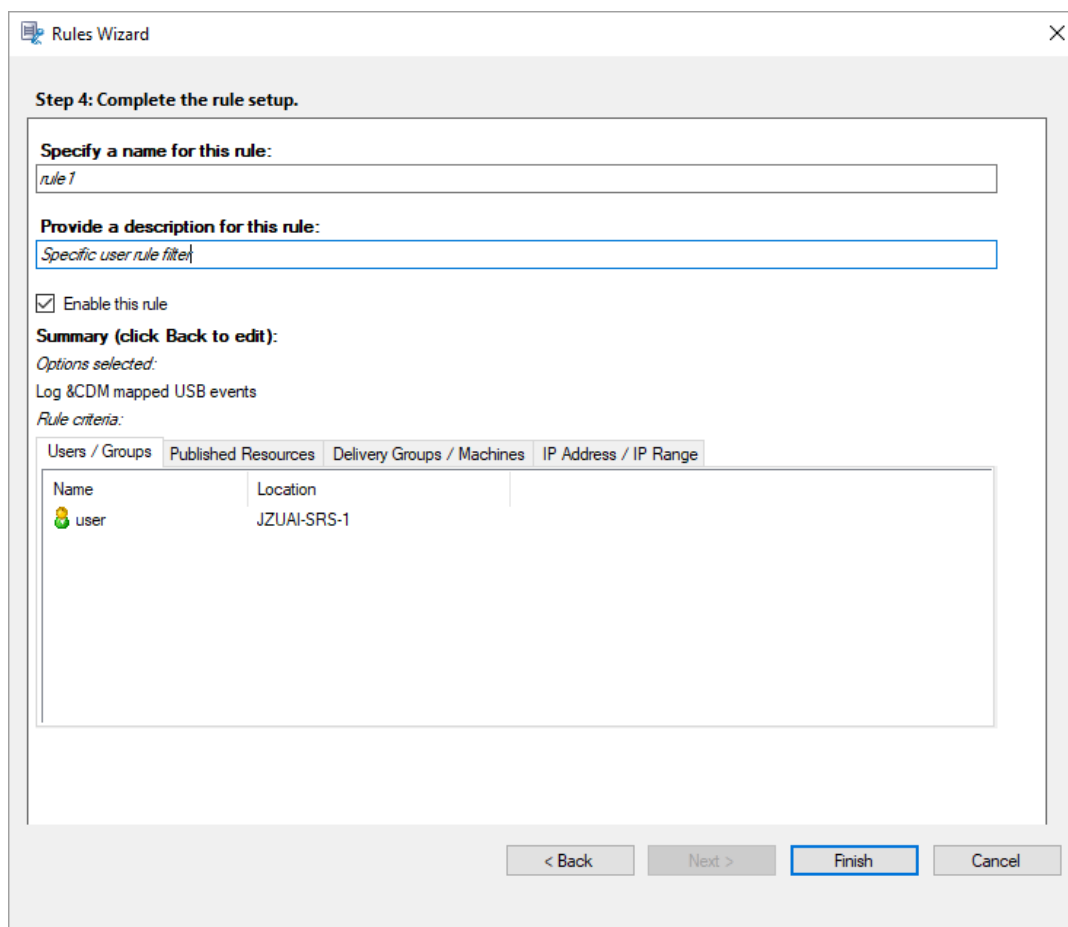 Rules Wizard
Step 4: Complete the rule setup.
Specify a name for this rule:
rule1
Provide a description for this rule:
Specific user rule filter
Enable this rule
Summary (click Back to edit):
Options selected:
Log &CDM mapped USB events
Rule criteria:
Users / Groups Published Resources Delivery Groups / Machines IP Address / IP Range
Name Location
user JZUAI-SRS-1
< Back Next > Finish Cancel